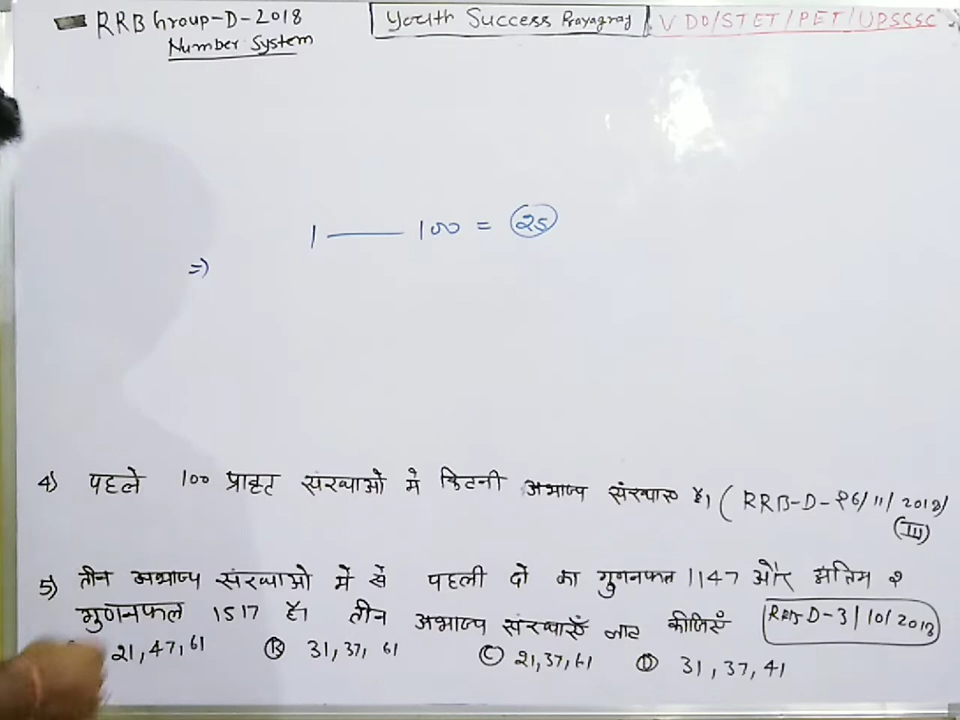 RRB Group-D-2018
Number System
Youth Success Prayagraj
VDO/STET/PET/UPSSSC
1 —— 100 = 25
=>
4) पहले 100 प्राकृत संख्याओ में कितनी अभाज्य संख्याए है। (RRB-D-26/11/2018/
(III)
5) तीन अभाज्य संख्याओ में से पहली दो का गुणनफल 1147 और अंतिम २
गुणनफल 1517 है। तीन अभाज्य संख्याएँ ज्ञात कीजिएँ RRB-D-3/10/2018
21, 47, 61 (B) 31, 37, 61 (C) 21, 37, 61 (D) 31, 37, 41